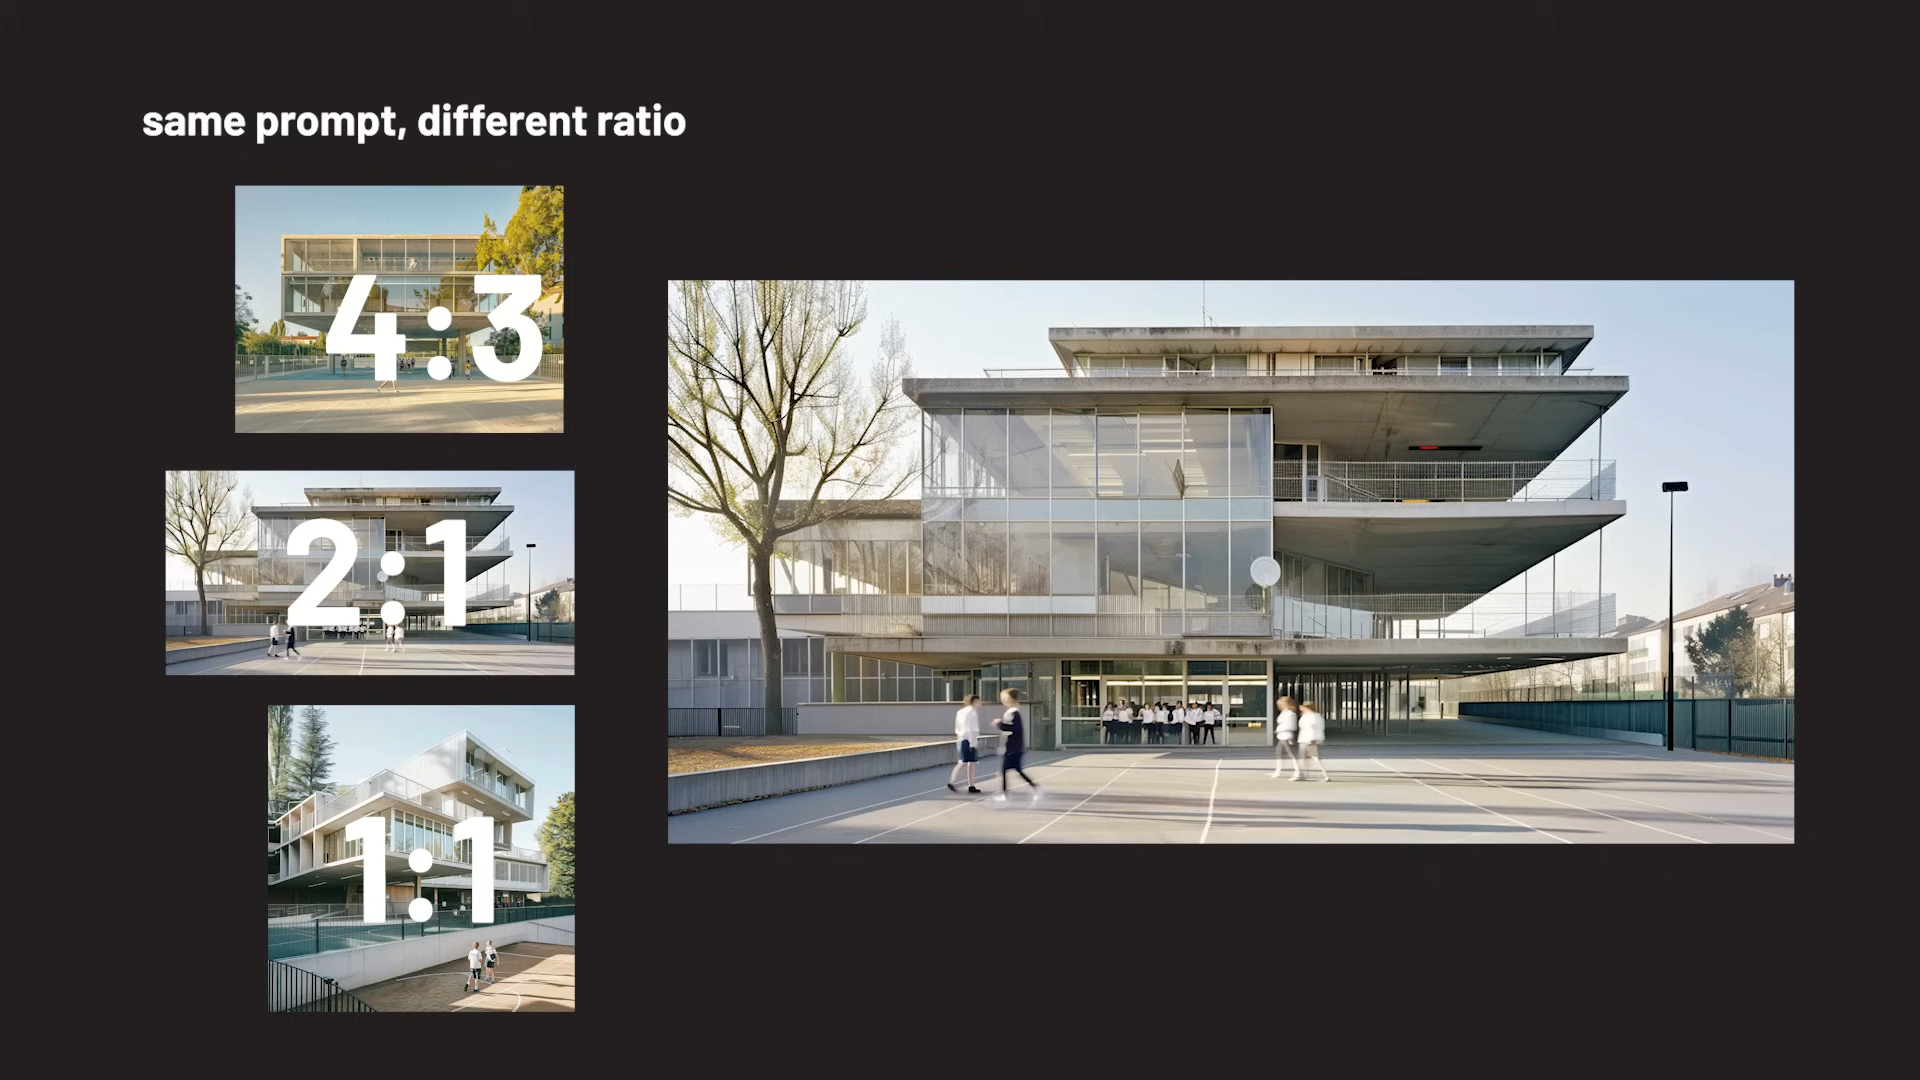 same prompt, different ratio
4:3
2:1
1:1